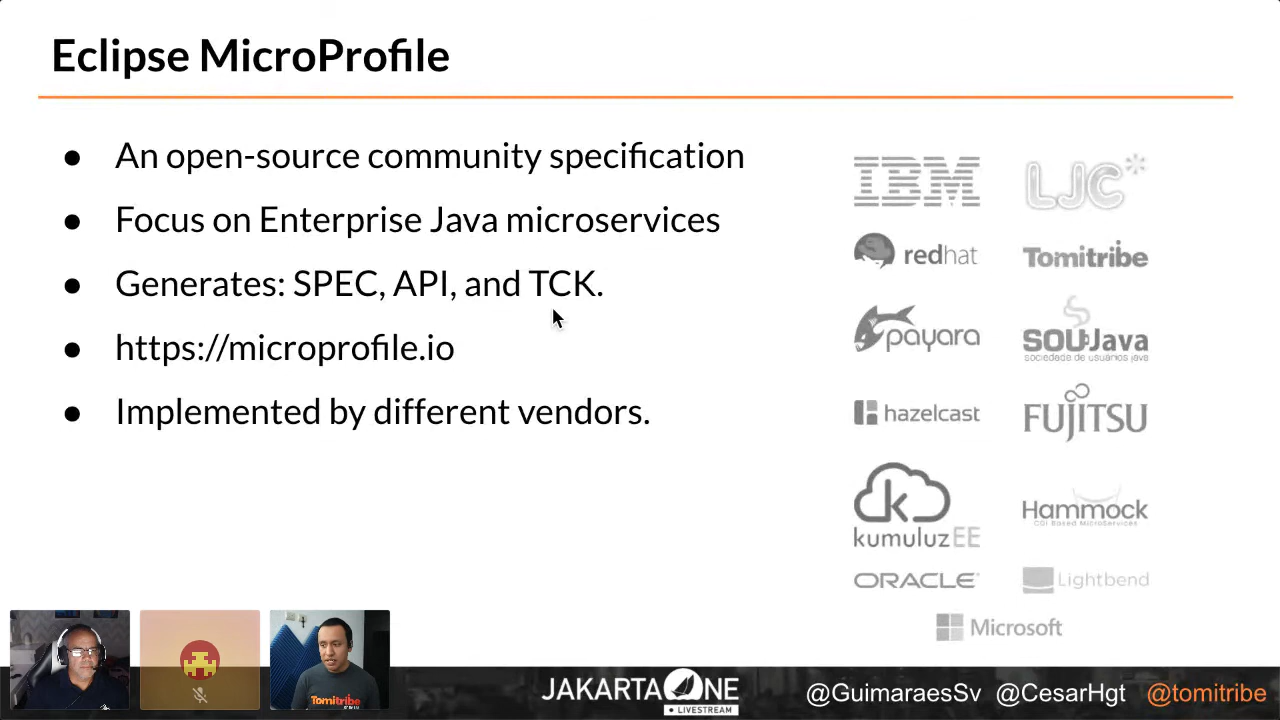 Eclipse MicroProfile
● An open-source community specification
● Focus on Enterprise Java microservices
● Generates: SPEC, API, and TCK.
● https://microprofile.io
● Implemented by different vendors.
IBM
LJC*
redhat
Tomitribe
payara
SOUJava
sociedade de usuários java
hazelcast
FUJITSU
kumuluzEE
Hammock
CDI Based MicroServices
ORACLE
Lightbend
Microsoft
Tomitribe
JAKARTA ONE
LIVESTREAM
@GuimaraesSv @CesarHgt @tomitribe